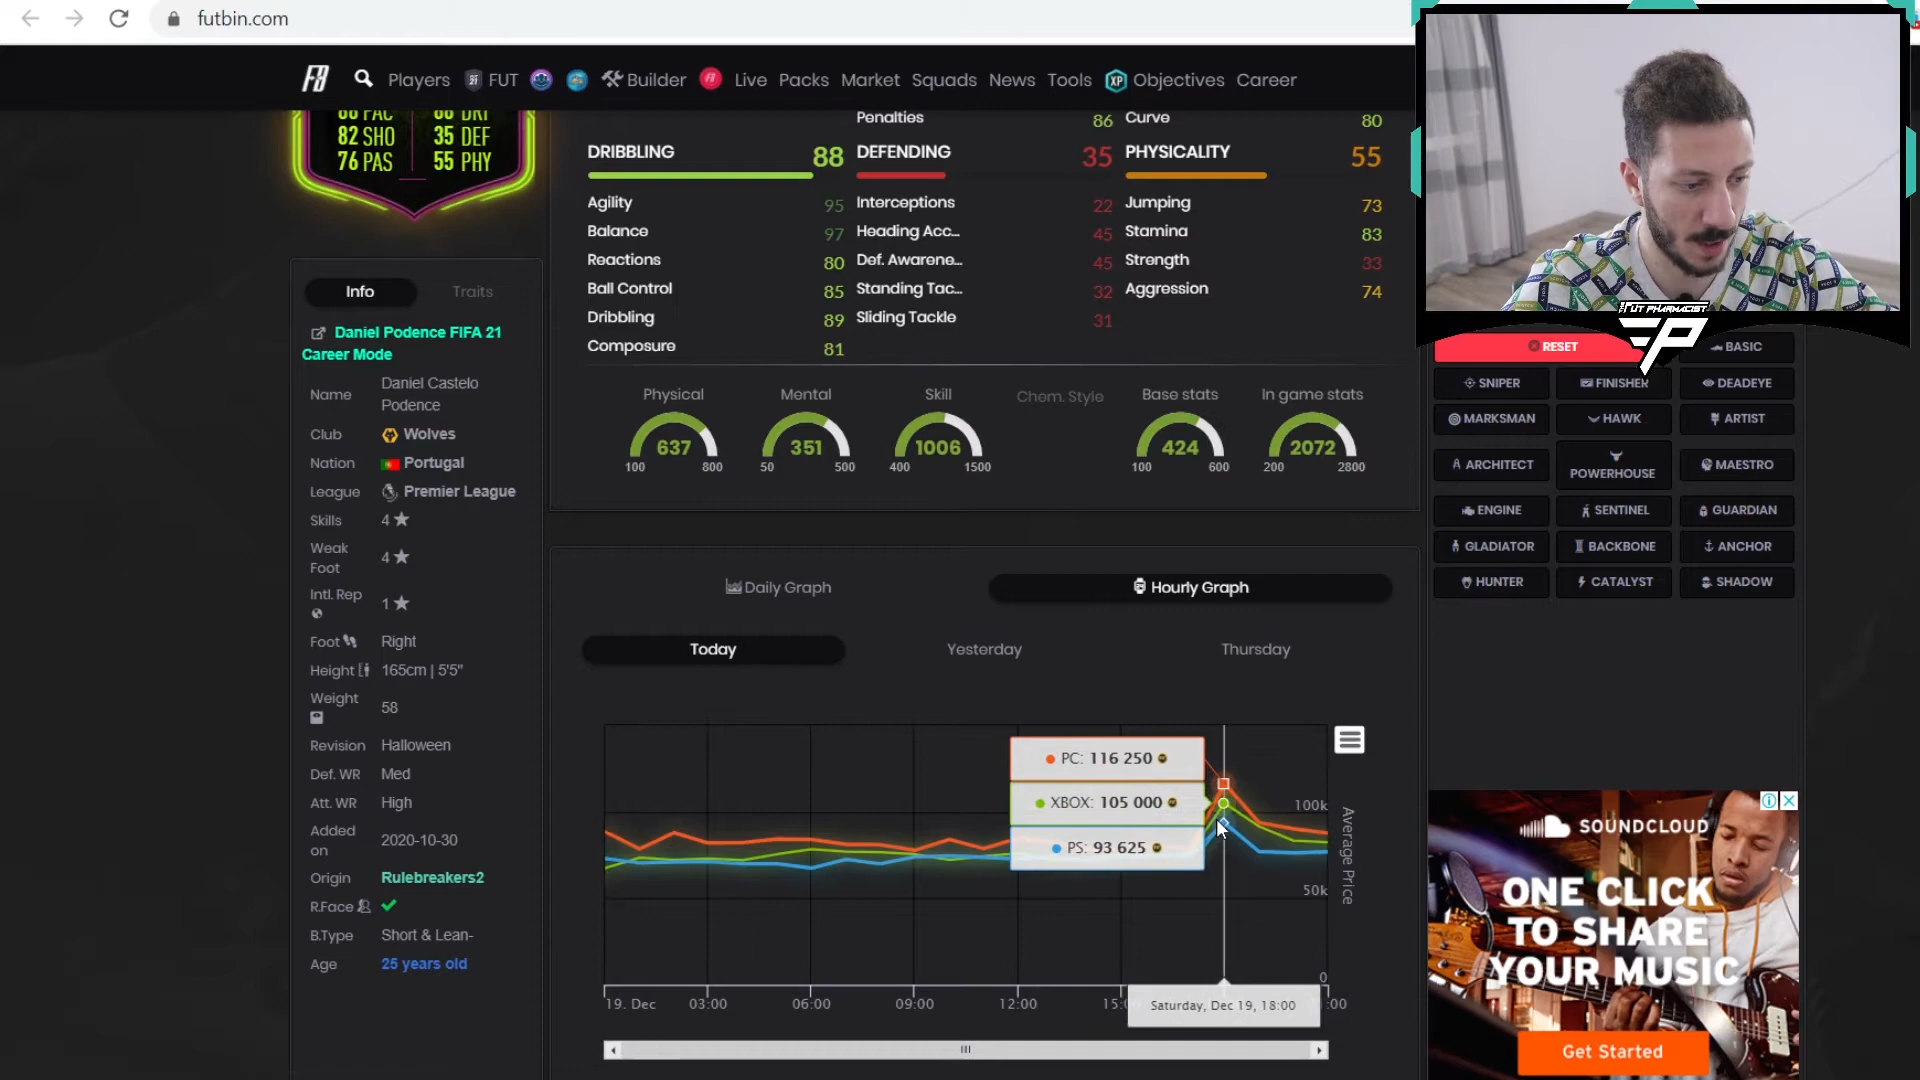 futbin.com
Players FUT Builder Live Packs Market Squads News Tools XP Objectives Career
82 SHO 35 DEF
76 PAS 55 PHY
Penalties 86 Curve 80
DRIBBLING 88 DEFENDING 35 PHYSICALITY 55
Agility 95 Interceptions 22 Jumping 73
Balance 97 Heading Acc... 45 Stamina 83
Reactions 80 Def. Awarene... 45 Strength 33
Ball Control 85 Standing Tac... 32 Aggression 74
Dribbling 89 Sliding Tackle 31
Composure 81
Physical Mental Skill Chem. Style Base stats In game stats
637 351 1006 424 2072
100 800 50 500 400 1500 100 600 200 2800
Info Traits
Daniel Podence FIFA 21
Career Mode
Name Daniel Castelo Podence
Club Wolves
Nation Portugal
League Premier League
Skills 4
Weak Foot 4
Intl. Rep 1
Foot Right
Height 165cm | 5'5"
Weight 58
Revision Halloween
Def. WR Med
Att. WR High
Added on 2020-10-30
Origin Rulebreakers2
R.Face
B.Type Short & Lean-
Age 25 years old
Daily Graph Hourly Graph
Today Yesterday Thursday
PC: 116 250
XBOX: 105 000
PS: 93 625
100k
50k
0
Average Price
19. Dec 03:00 06:00 09:00 12:00
Saturday, Dec 19, 18:00
FUT PHARMACIST
FP
RESET BASIC
SNIPER FINISHER DEADEYE
MARKSMAN HAWK ARTIST
ARCHITECT POWERHOUSE MAESTRO
ENGINE SENTINEL GUARDIAN
GLADIATOR BACKBONE ANCHOR
HUNTER CATALYST SHADOW
SOUNDCLOUD
ONE CLICK
TO SHARE
YOUR MUSIC
Get Started